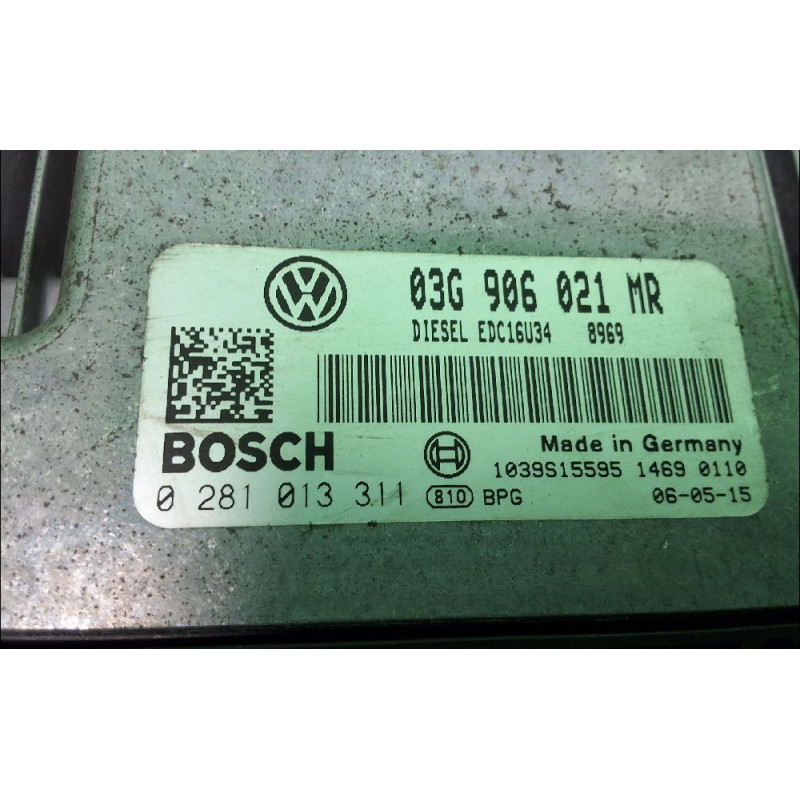 03G 906 021 MR
DIESEL EDC16U34 8969
BOSCH
Made in Germany
1039S15595 1469 0110
0 281 013 311 810 BPG 06-05-15